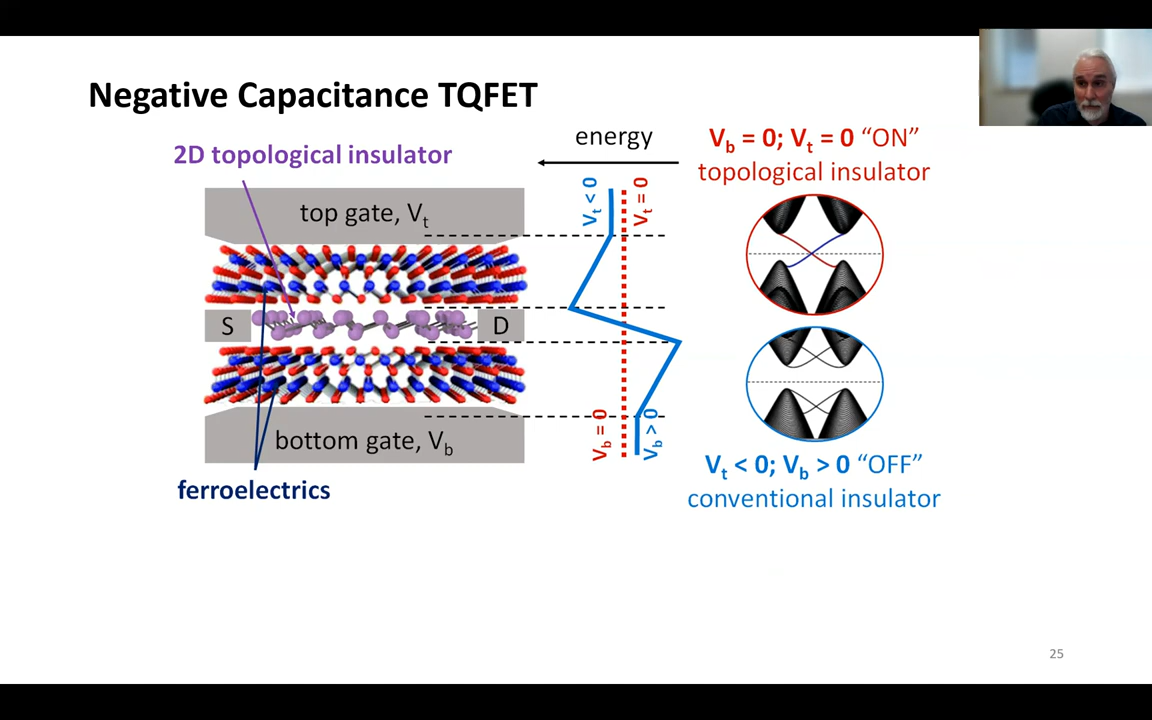 Negative Capacitance TQFET
2D topological insulator
top gate, Vt
S
D
bottom gate, Vb
ferroelectrics
energy
Vt < 0
Vt = 0
Vb = 0
Vb > 0
Vb = 0; Vt = 0 “ON”
topological insulator
Vt < 0; Vb > 0 “OFF”
conventional insulator
25